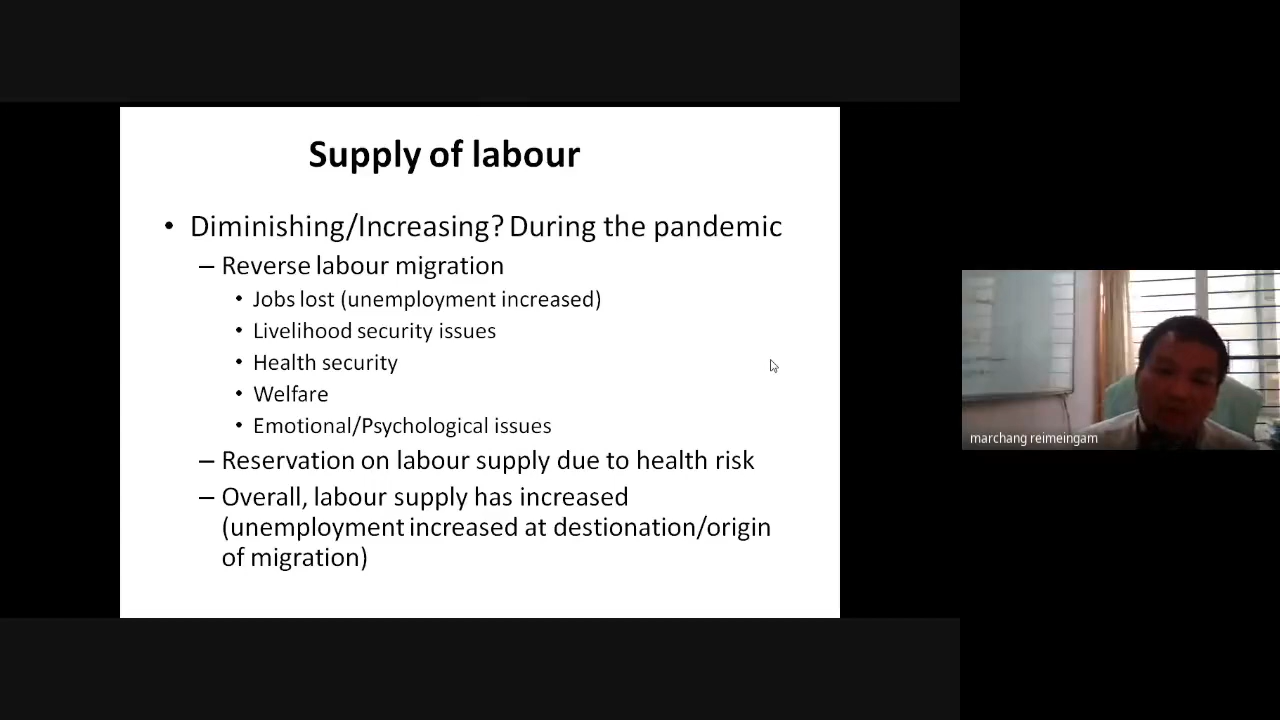 Supply of labour
• Diminishing/Increasing? During the pandemic
– Reverse labour migration
• Jobs lost (unemployment increased)
• Livelihood security issues
• Health security
• Welfare
• Emotional/Psychological issues
– Reservation on labour supply due to health risk
– Overall, labour supply has increased
(unemployment increased at destionation/origin
of migration)
marchang reimeingam